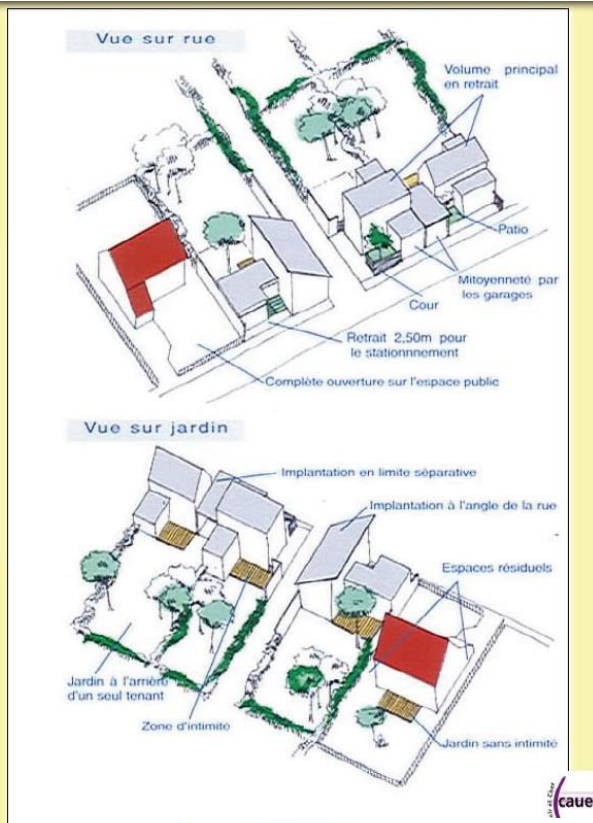 Vue sur rue
Volume principal
en retrait
Patio
Mitoyenneté par
les garages
Cour
Retrait 2,50m pour
le stationnnement
Complète ouverture sur l'espace public
Vue sur jardin
Implantation en limite séparative
Implantation à l'angle de la rue
Espaces résiduels
Jardin à l'arrière
d'un seul tenant
Zone d'intimité
Jardin sans intimité
caue